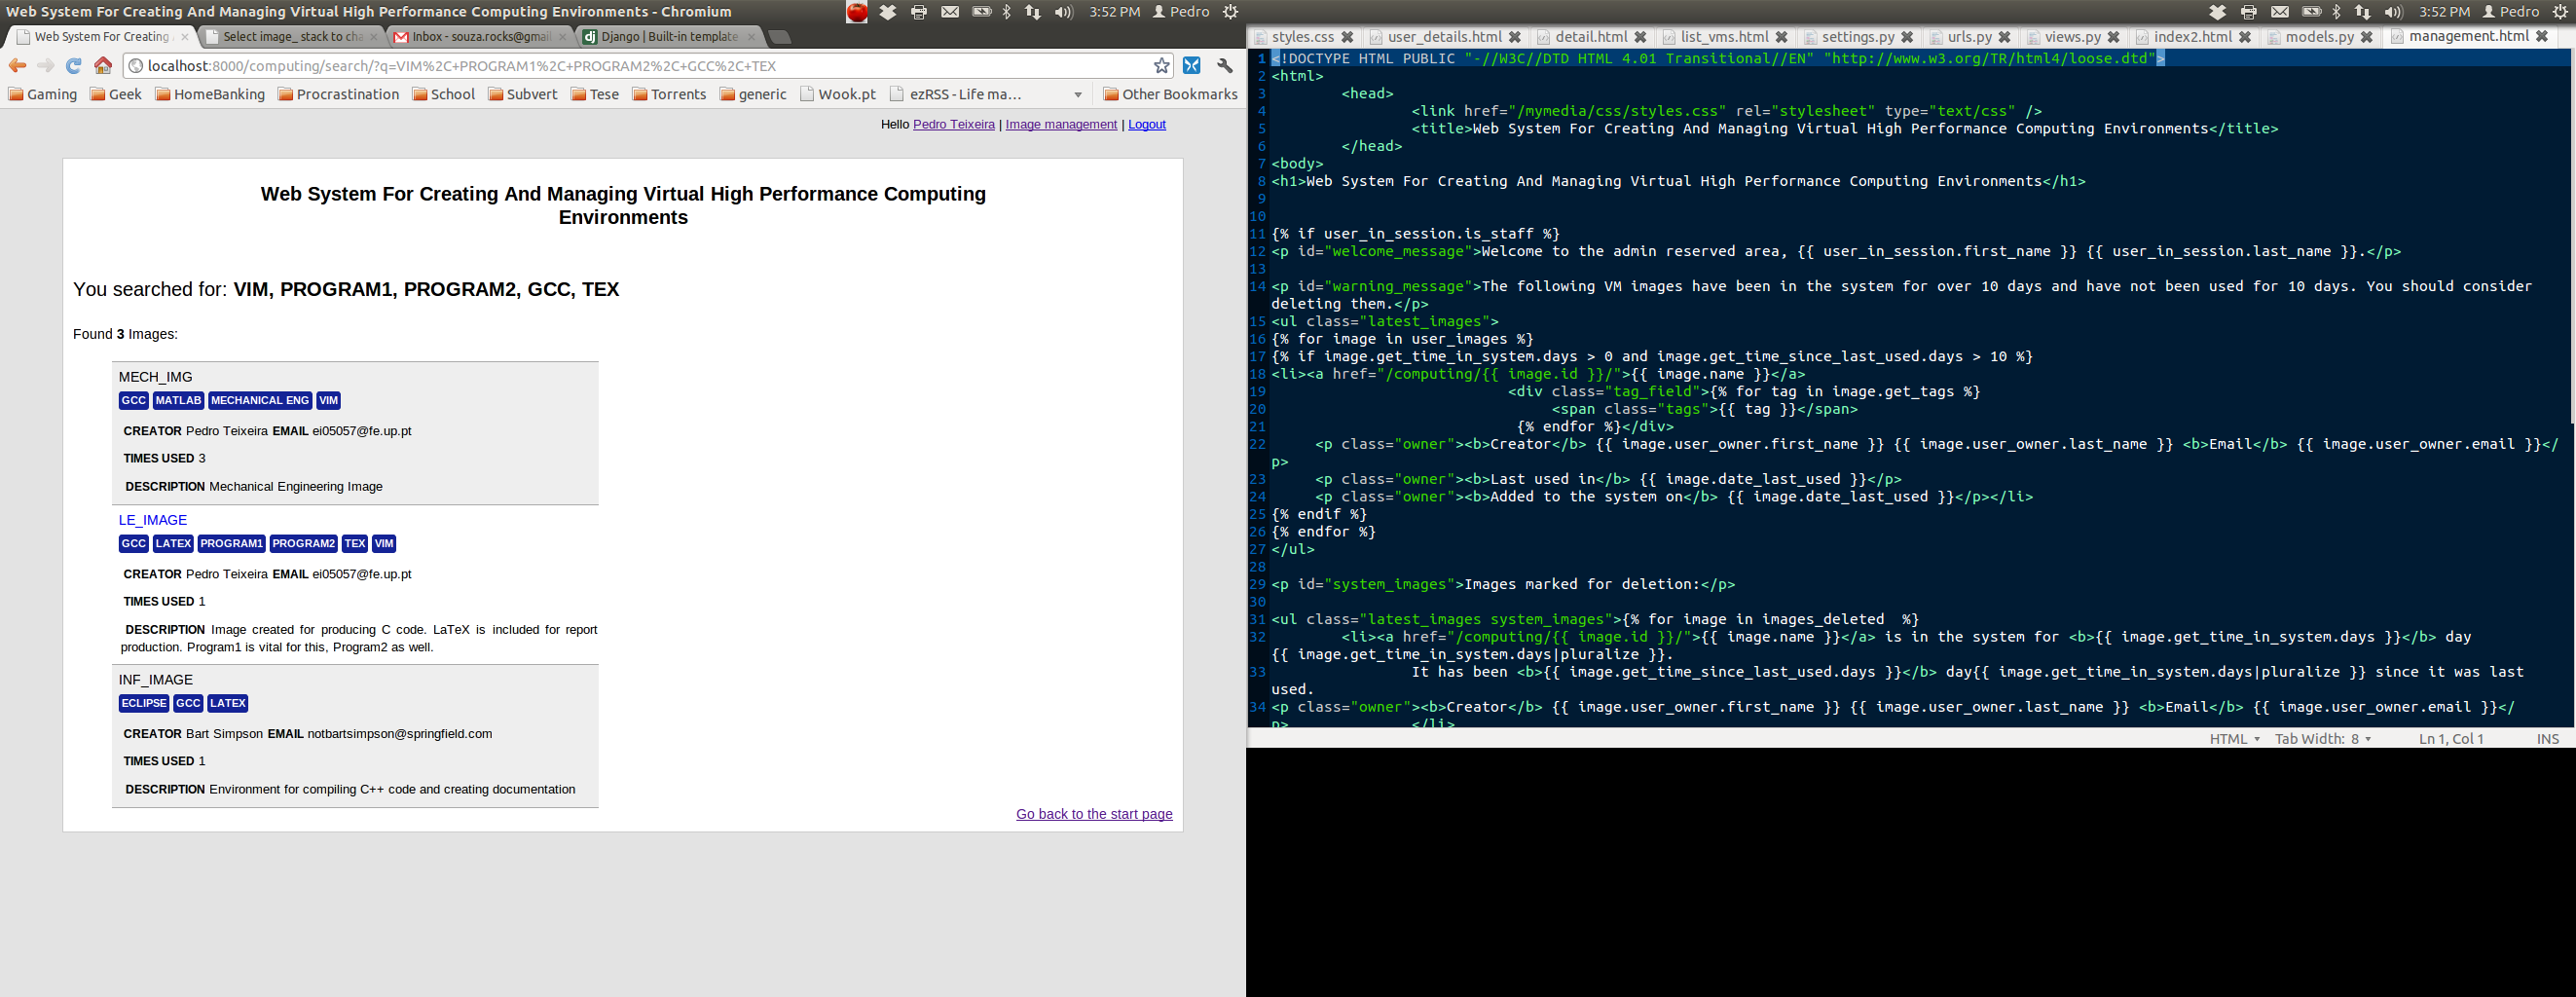 Web System For Creating And Managing Virtual High Performance Computing Environments - Chromium
3:52 PM Pedro
3:52 PM Pedro
Web System For Creating
Select image_ stack to cha
Inbox - souza.rocks@gmail
Django | Built-in template
localhost:8000/computing/search/?q=VIM%2C+PROGRAM1%2C+PROGRAM2%2C+GCC%2C+TEX
Gaming Geek HomeBanking Procrastination School Subvert Tese Torrents generic Wook.pt ezRSS - Life ma... Other Bookmarks
Hello Pedro Teixeira | Image management | Logout
Web System For Creating And Managing Virtual High Performance Computing
Environments
You searched for: VIM, PROGRAM1, PROGRAM2, GCC, TEX
Found 3 Images:
MECH_IMG
GCC MATLAB MECHANICAL ENG VIM
CREATOR Pedro Teixeira EMAIL ei05057@fe.up.pt
TIMES USED 3
DESCRIPTION Mechanical Engineering Image
LE_IMAGE
GCC LATEX PROGRAM1 PROGRAM2 TEX VIM
CREATOR Pedro Teixeira EMAIL ei05057@fe.up.pt
TIMES USED 1
DESCRIPTION Image created for producing C code. LaTeX is included for report
production. Program1 is vital for this, Program2 as well.
INF_IMAGE
ECLIPSE GCC LATEX
CREATOR Bart Simpson EMAIL notbartsimpson@springfield.com
TIMES USED 1
DESCRIPTION Environment for compiling C++ code and creating documentation
Go back to the start page
styles.css user_details.html detail.html list_vms.html settings.py urls.py views.py index2.html models.py management.html
1 <!DOCTYPE HTML PUBLIC "-//W3C//DTD HTML 4.01 Transitional//EN" "http://www.w3.org/TR/html4/loose.dtd">
2 <html>
3 <head>
4 <link href="/mymedia/css/styles.css" rel="stylesheet" type="text/css" />
5 <title>Web System For Creating And Managing Virtual High Performance Computing Environments</title>
6 </head>
7 <body>
8 <h1>Web System For Creating And Managing Virtual High Performance Computing Environments</h1>
9
10
11 {% if user_in_session.is_staff %}
12 <p id="welcome_message">Welcome to the admin reserved area, {{ user_in_session.first_name }} {{ user_in_session.last_name }}.</p>
13
14 <p id="warning_message">The following VM images have been in the system for over 10 days and have not been used for 10 days. You should consider
deleting them.</p>
15 <ul class="latest_images">
16 {% for image in user_images %}
17 {% if image.get_time_in_system.days > 0 and image.get_time_since_last_used.days > 10 %}
18 <li><a href="/computing/{{ image.id }}/">{{ image.name }}</a>
19 <div class="tag_field">{% for tag in image.get_tags %}
20 <span class="tags">{{ tag }}</span>
21 {% endfor %}</div>
22 <p class="owner"><b>Creator</b> {{ image.user_owner.first_name }} {{ image.user_owner.last_name }} <b>Email</b> {{ image.user_owner.email }}</
p>
23 <p class="owner"><b>Last used in</b> {{ image.date_last_used }}</p>
24 <p class="owner"><b>Added to the system on</b> {{ image.date_last_used }}</p></li>
25 {% endif %}
26 {% endfor %}
27 </ul>
28
29 <p id="system_images">Images marked for deletion:</p>
30
31 <ul class="latest_images system_images">{% for image in images_deleted %}
32 <li><a href="/computing/{{ image.id }}/">{{ image.name }}</a> is in the system for <b>{{ image.get_time_in_system.days }}</b> day
{{ image.get_time_in_system.days|pluralize }}.
33 It has been <b>{{ image.get_time_since_last_used.days }}</b> day{{ image.get_time_in_system.days|pluralize }} since it was last
used.
34 <p class="owner"><b>Creator</b> {{ image.user_owner.first_name }} {{ image.user_owner.last_name }} <b>Email</b> {{ image.user_owner.email }}</
p> </li>
HTML Tab Width: 8 Ln 1, Col 1 INS